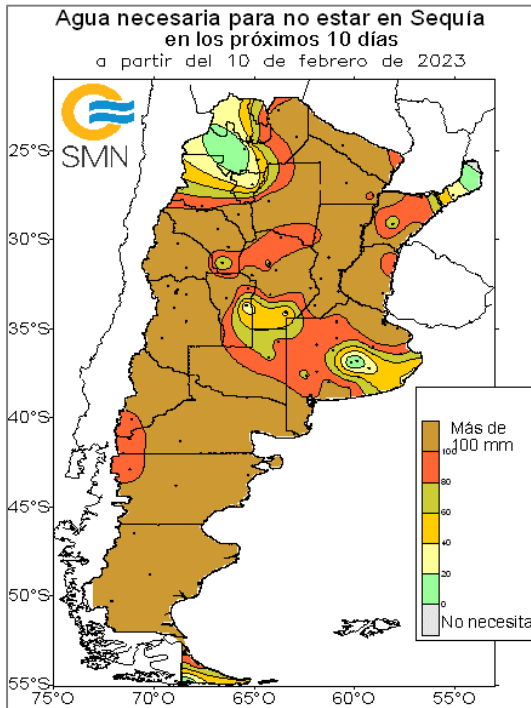 Agua necesaria para no estar en Sequía
en los próximos 10 días
a partir del 10 de febrero de 2023
SMN
25°S
30°S
35°S
40°S
45°S
50°S
55°S
75°O
70°O
65°O
60°O
55°O
Más de
100 mm
100
80
60
40
20
0
No necesita